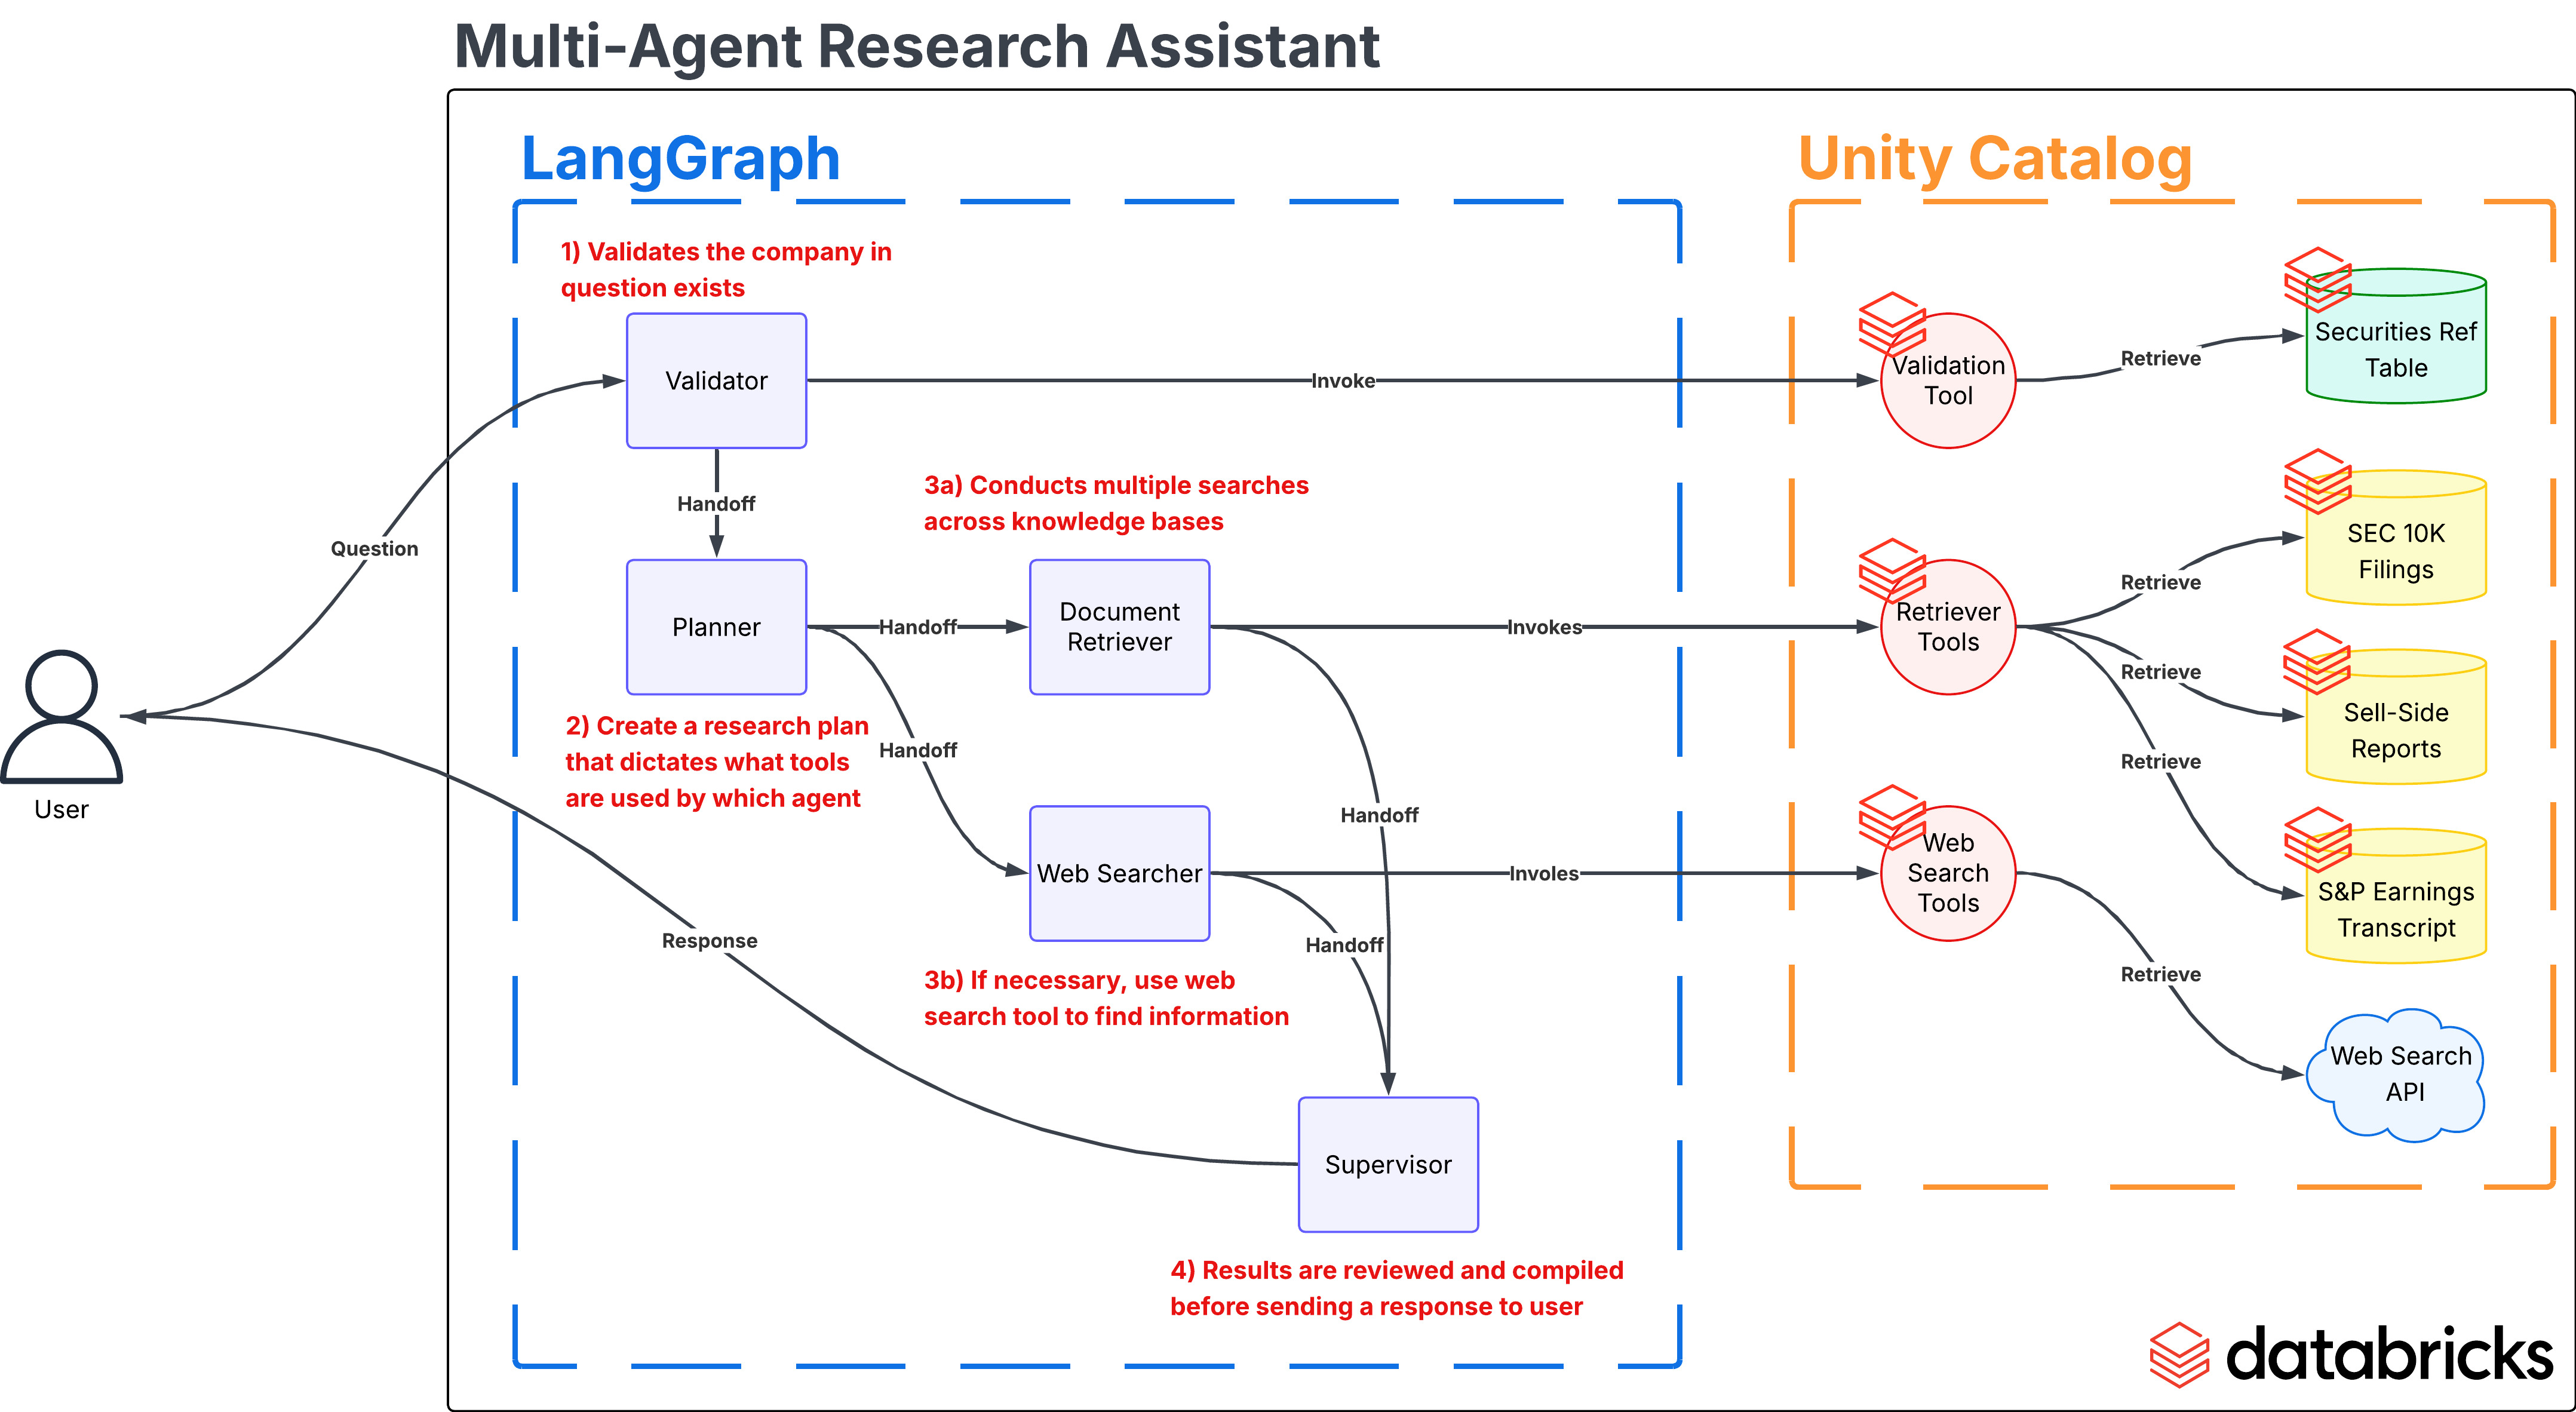 Multi-Agent Research Assistant
LangGraph
Unity Catalog
1) Validates the company in
question exists
Validator
Invoke
Validation
Tool
Retrieve
Securities Ref
Table
Handoff
3a) Conducts multiple searches
across knowledge bases
Question
Planner
Handoff
Document
Retriever
Invokes
Retriever
Tools
Retrieve
SEC 10K
Filings
Retrieve
Sell-Side
Reports
Retrieve
S&P Earnings
Transcript
User
2) Create a research plan
that dictates what tools
are used by which agent
Handoff
Handoff
Web Searcher
Involes
Web
Search
Tools
Handoff
Response
3b) If necessary, use web
search tool to find information
Retrieve
Web Search
API
Supervisor
4) Results are reviewed and compiled
before sending a response to user
databricks